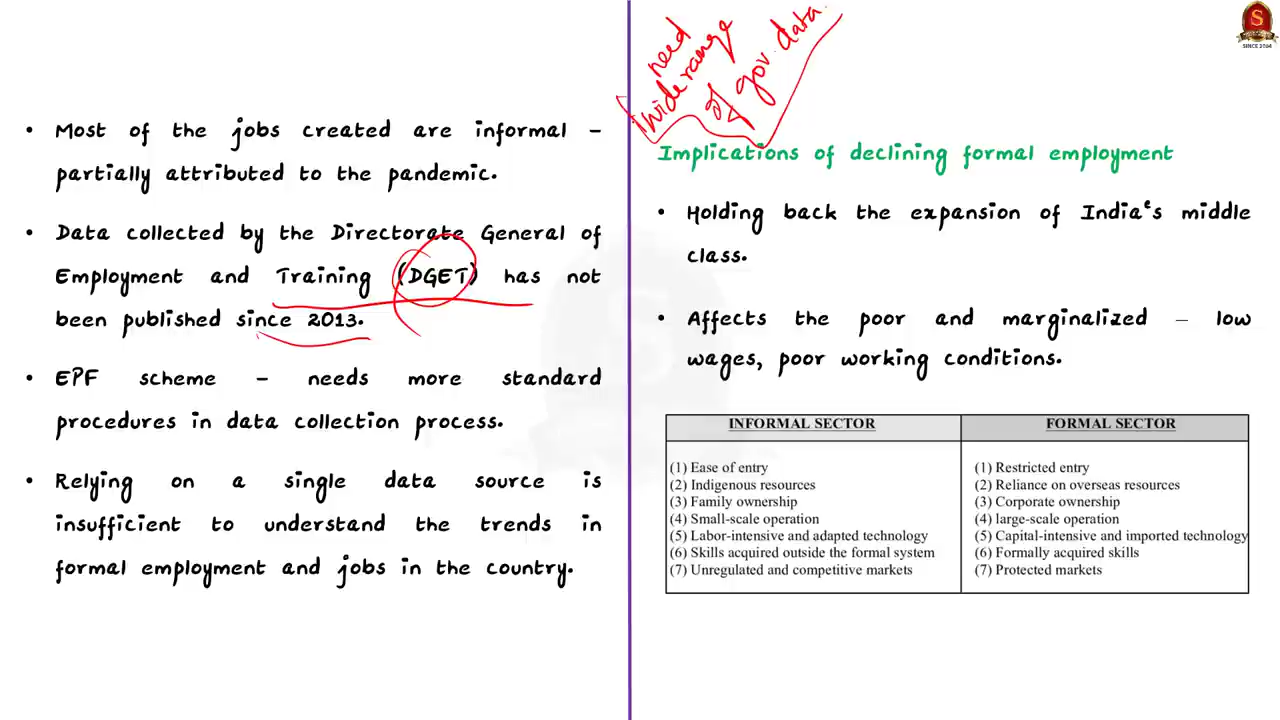 • Most of the jobs created are informal –
partially attributed to the pandemic.
• Data collected by the Directorate General of
Employment and Training (DGET) has not
been published since 2013.
• EPF scheme – needs more standard
procedures in data collection process.
• Relying on a single data source is
insufficient to understand the trends in
formal employment and jobs in the country.
need
wide range
of gov. data.
S
SINCE 2004
Implications of declining formal employment
• Holding back the expansion of India's middle
class.
• Affects the poor and marginalized – low
wages, poor working conditions.
INFORMAL SECTOR
(1) Ease of entry
(2) Indigenous resources
(3) Family ownership
(4) Small-scale operation
(5) Labor-intensive and adapted technology
(6) Skills acquired outside the formal system
(7) Unregulated and competitive markets
FORMAL SECTOR
(1) Restricted entry
(2) Reliance on overseas resources
(3) Corporate ownership
(4) large-scale operation
(5) Capital-intensive and imported technology
(6) Formally acquired skills
(7) Protected markets